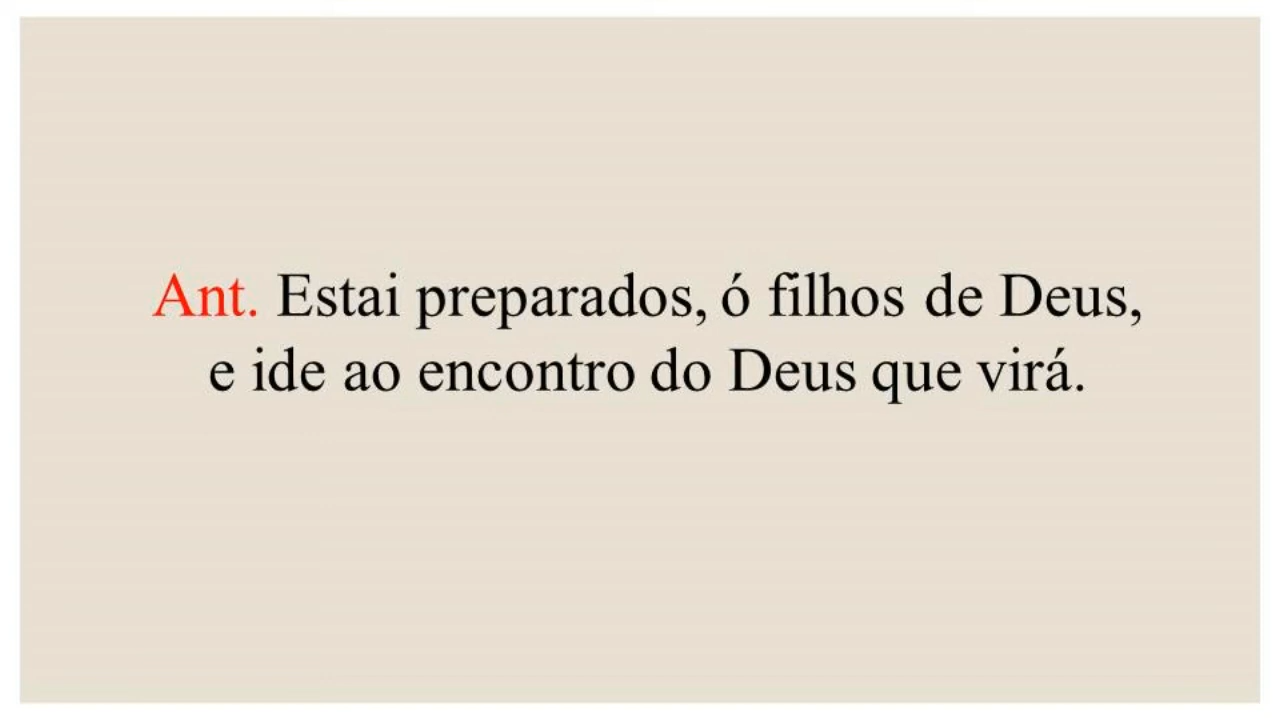 Ant. Estai preparados, ó filhos de Deus,
e ide ao encontro do Deus que virá.